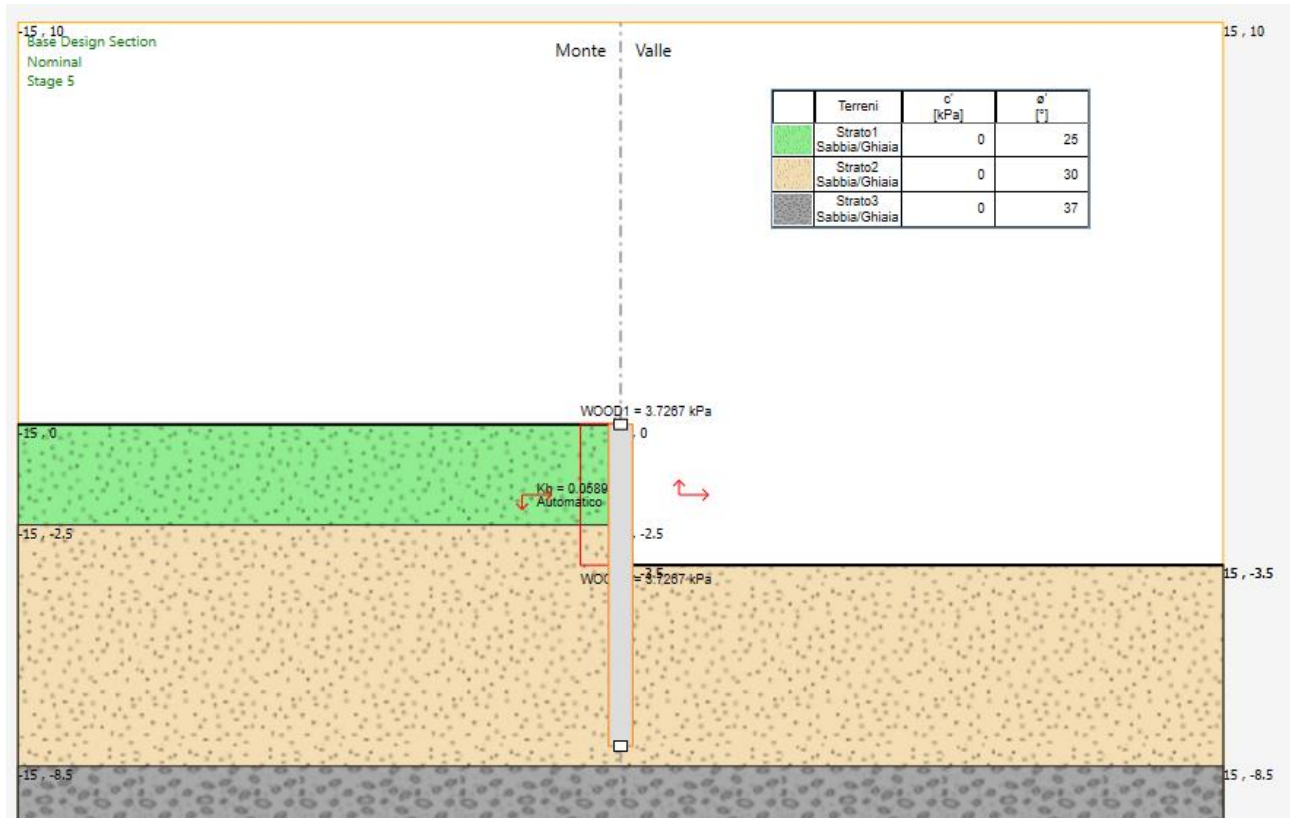 -15 , 10
15 , 10
Base Design Section
Nominal
Stage 5
Monte
Valle
Terreni
c'
[kPa]
ø'
[°]
Strato1
Sabbia/Ghiaia
0
25
Strato2
Sabbia/Ghiaia
0
30
Strato3
Sabbia/Ghiaia
0
37
WOOD1 = 3.7267 kPa
-15 , 0
, 0
Kh = 0.0589
Automatico
-15 , -2.5
, -2.5
-3.5
= 3.7267 kPa
15 , -3.5
-15 , -8.5
15 , -8.5